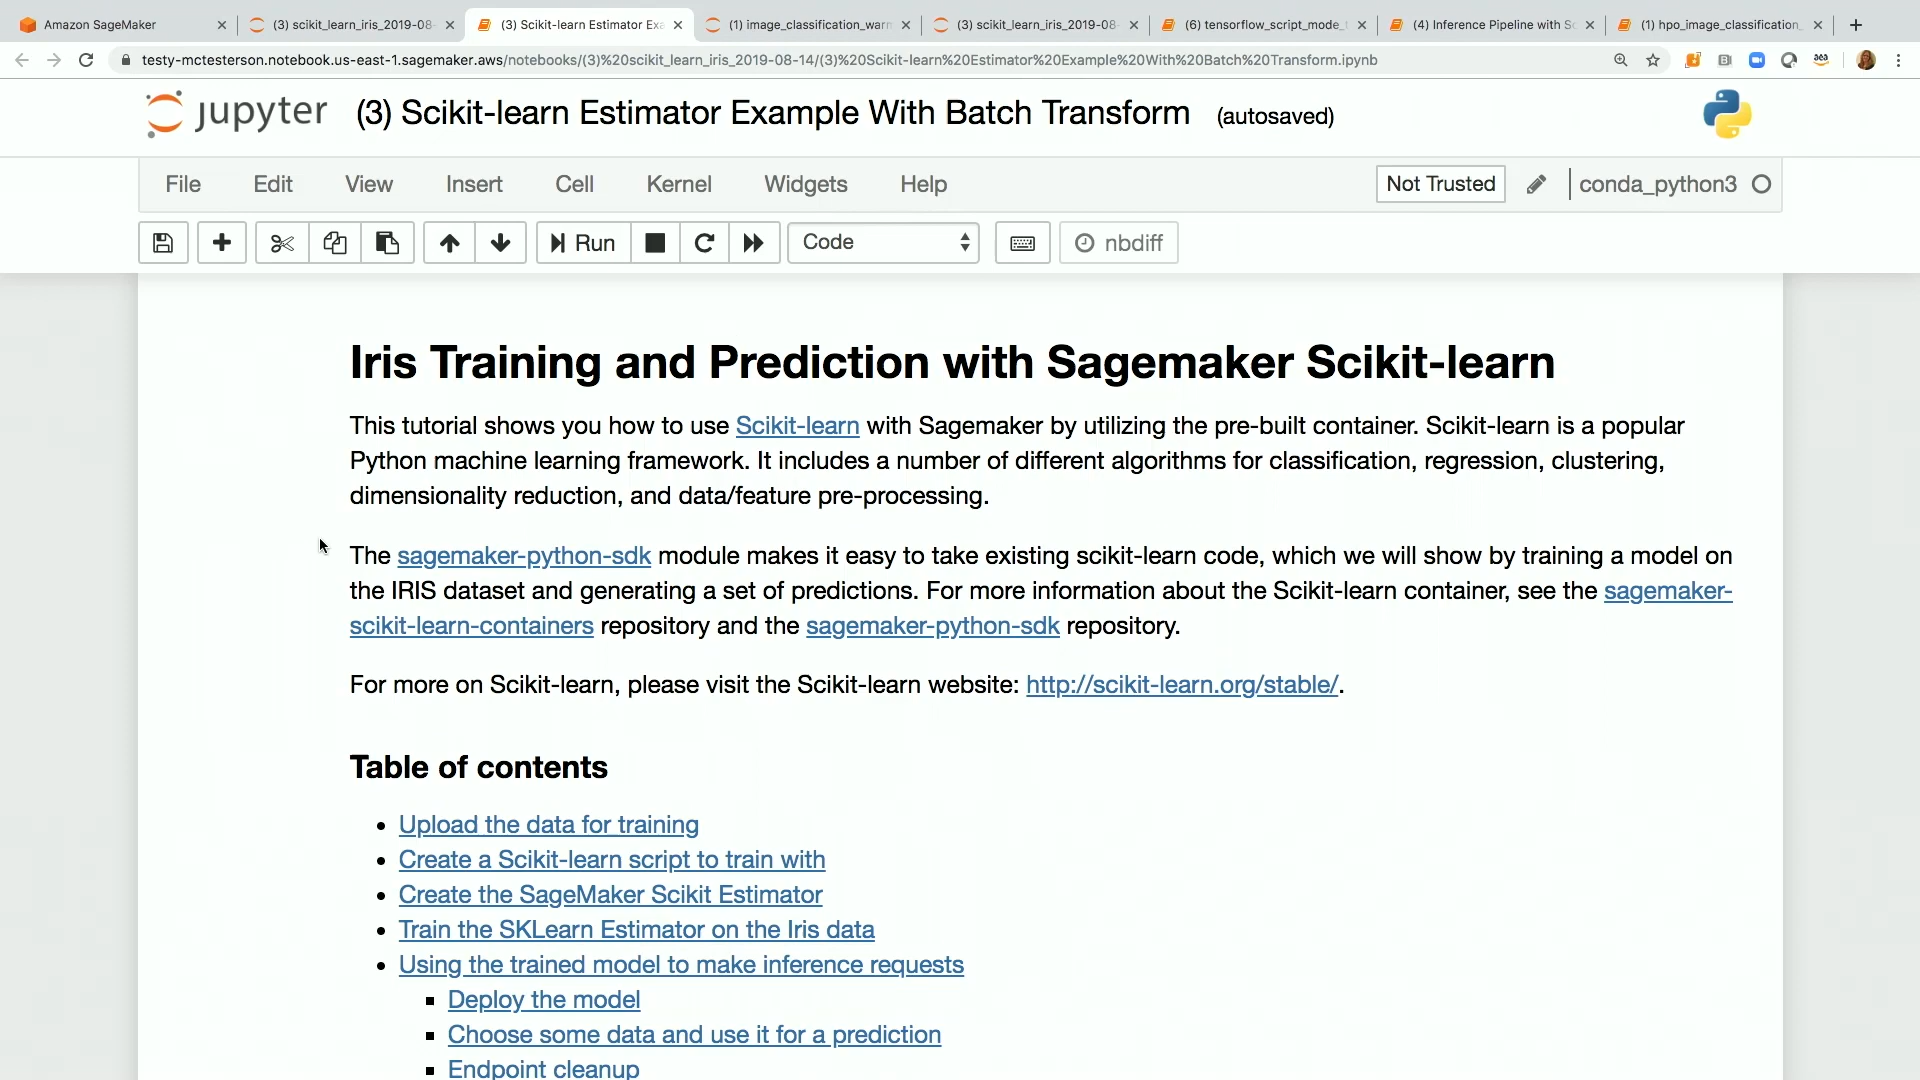 Amazon SageMaker
(3) scikit_learn_iris_2019-08-
(3) Scikit-learn Estimator Exa
(1) image_classification_warn
(3) scikit_learn_iris_2019-08-
(6) tensorflow_script_mode_
(4) Inference Pipeline with Sc
(1) hpo_image_classification_
testy-mctesterson.notebook.us-east-1.sagemaker.aws/notebooks/(3)%20scikit_learn_iris_2019-08-14/(3)%20Scikit-learn%20Estimator%20Example%20With%20Batch%20Transform.ipynb
jupyter (3) Scikit-learn Estimator Example With Batch Transform (autosaved)
File Edit View Insert Cell Kernel Widgets Help Not Trusted conda_python3
Run Code nbdiff
Iris Training and Prediction with Sagemaker Scikit-learn
This tutorial shows you how to use Scikit-learn with Sagemaker by utilizing the pre-built container. Scikit-learn is a popular
Python machine learning framework. It includes a number of different algorithms for classification, regression, clustering,
dimensionality reduction, and data/feature pre-processing.
The sagemaker-python-sdk module makes it easy to take existing scikit-learn code, which we will show by training a model on
the IRIS dataset and generating a set of predictions. For more information about the Scikit-learn container, see the sagemaker-
scikit-learn-containers repository and the sagemaker-python-sdk repository.
For more on Scikit-learn, please visit the Scikit-learn website: http://scikit-learn.org/stable/.
Table of contents
• Upload the data for training
• Create a Scikit-learn script to train with
• Create the SageMaker Scikit Estimator
• Train the SKLearn Estimator on the Iris data
• Using the trained model to make inference requests
▪ Deploy the model
▪ Choose some data and use it for a prediction
▪ Endpoint cleanup